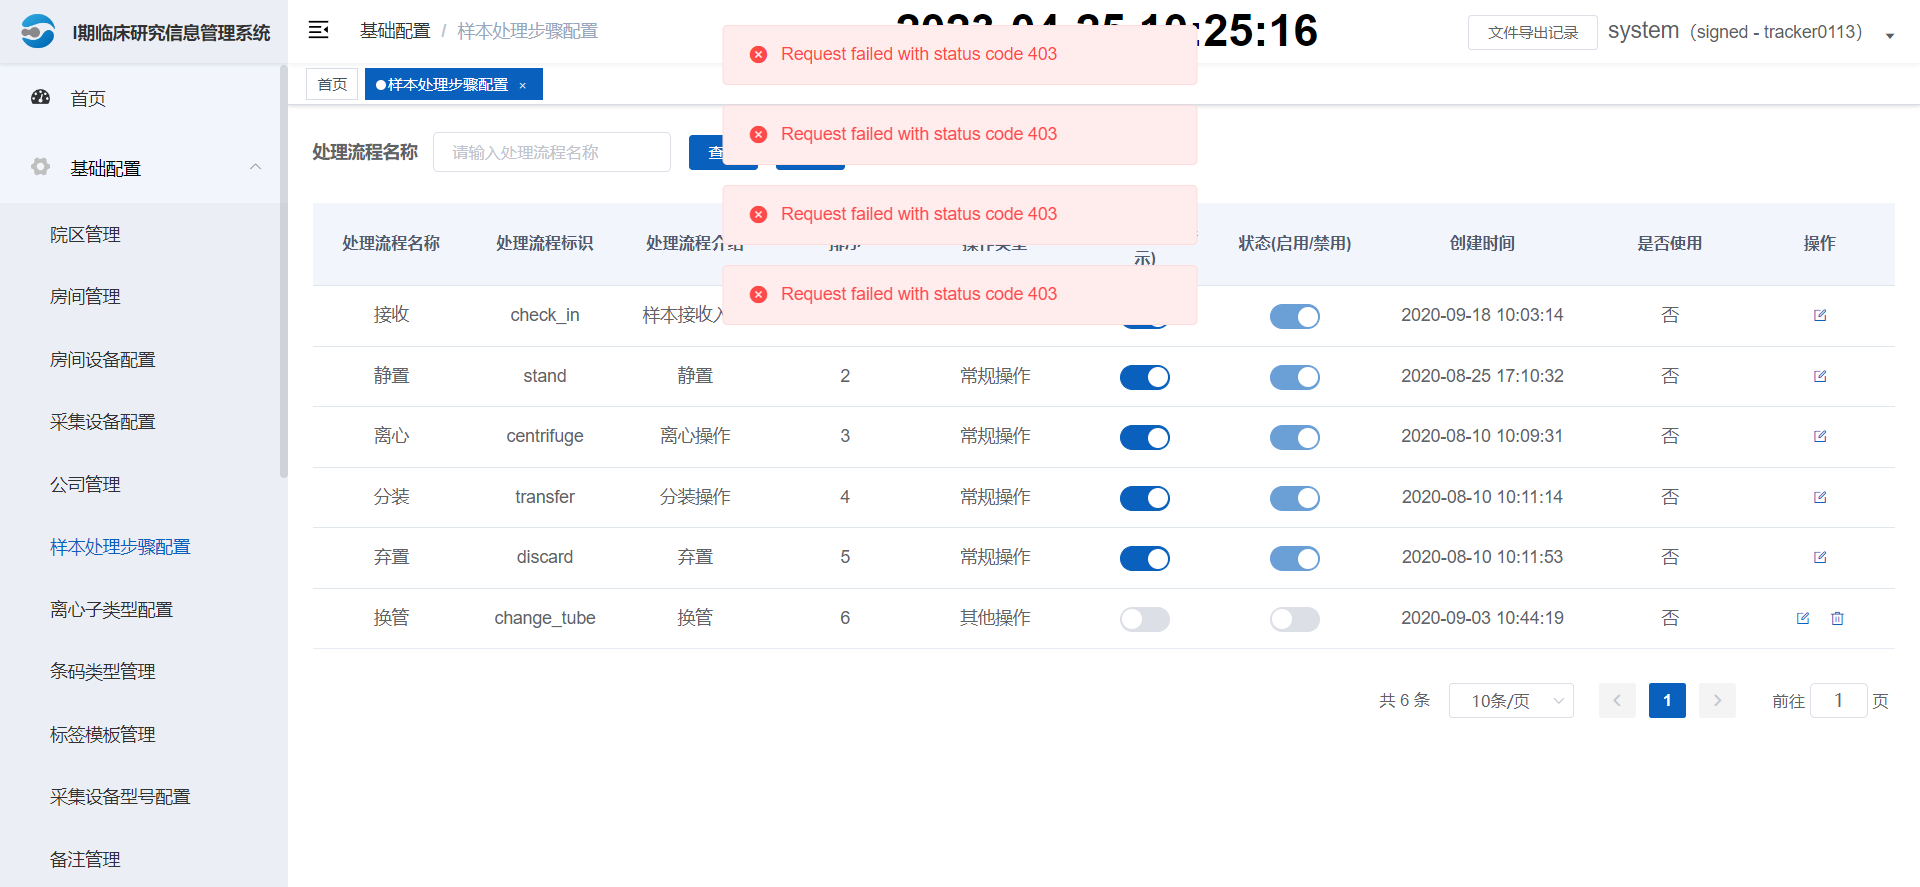 I期临床研究信息管理系统
基础配置 / 样本处理步骤配置
:25:16
文件导出记录
system (signed - tracker0113)
Request failed with status code 403
首页
样本处理步骤配置 ×
首页
基础配置
院区管理
房间管理
房间设备配置
采集设备配置
公司管理
样本处理步骤配置
离心子类型配置
条码类型管理
标签模板管理
采集设备型号配置
备注管理
Request failed with status code 403
处理流程名称 请输入处理流程名称
Request failed with status code 403
处理流程名称 处理流程标识 处理流程介绍 排序 操作类型 示) 状态(启用/禁用) 创建时间 是否使用 操作
Request failed with status code 403
接收 check_in 样本接收 2020-09-18 10:03:14 否
静置 stand 静置 2 常规操作 2020-08-25 17:10:32 否
离心 centrifuge 离心操作 3 常规操作 2020-08-10 10:09:31 否
分装 transfer 分装操作 4 常规操作 2020-08-10 10:11:14 否
弃置 discard 弃置 5 常规操作 2020-08-10 10:11:53 否
换管 change_tube 换管 6 其他操作 2020-09-03 10:44:19 否
共 6 条 10条/页 1 前往 1 页